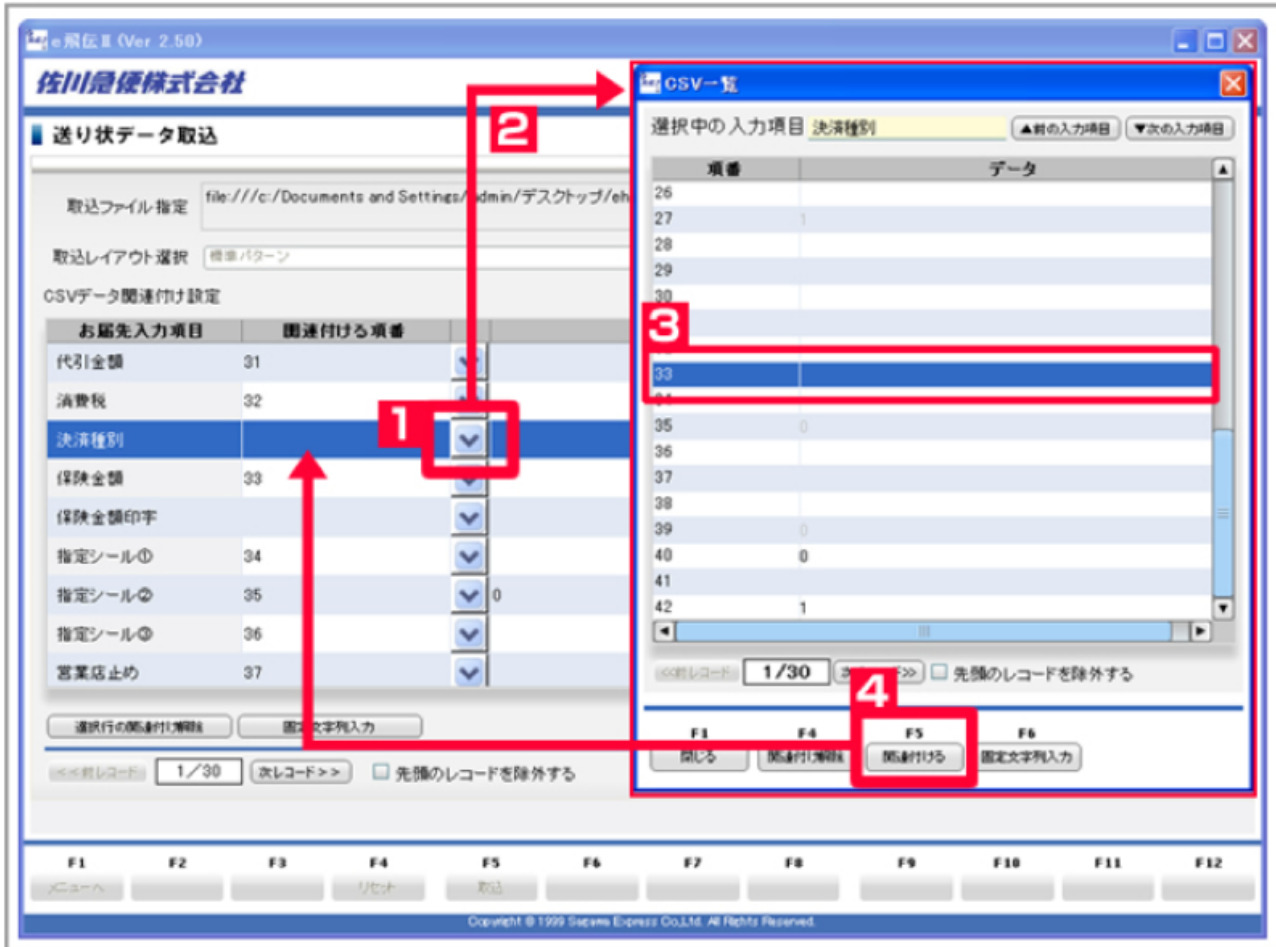 e飛伝Ⅱ (Ver 2.50)
佐川急便株式会社
送り状データ取込
取込ファイル指定 file:///c:/Documents and Settings/ dmin/デスクトップ/eh
取込レイアウト選択 標準パターン
CSVデータ関連付け設定
お届先入力項目 関連付ける項番
代引金額 31
消費税 32
決済種別
保険金額 33
保険金額印字
指定シール① 34
指定シール② 35 0
指定シール③ 36
営業店止め 37
選択行の関連付け解除 固定文字列入力
<<前レコード 1/30 次レコード>> 先頭のレコードを除外する
1
2
CSV一覧
選択中の入力項目 決済種別 ▲前の入力項目 ▼次の入力項目
項番 データ
26
27 1
28
29
30
3
33
34
35 0
36
37
38
39 0
40 0
41
42 1
<<前レコード 1/30 先頭のレコードを除外する
4
F1 F4 F5 F6
閉じる 関連付け解除 関連付ける 固定文字列入力
F1 F2 F3 F4 F5 F6 F7 F8 F9 F10 F11 F12
メニューへ リセット 取込
Copyright © 1999 Sagawa Express Co.,Ltd. All Rights Reserved.